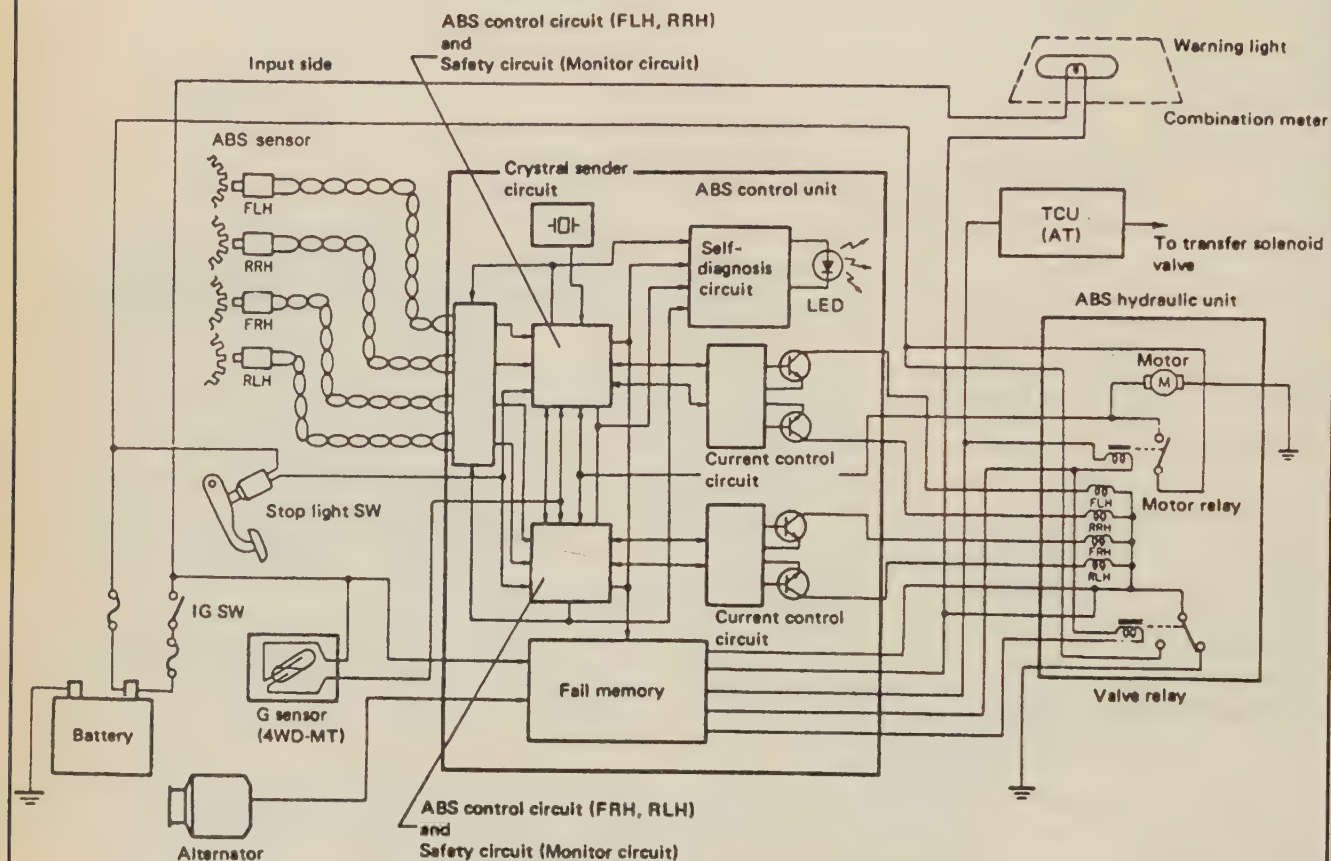 ABS control circuit (FLH, RRH)
and
Safety circuit (Monitor circuit)
Input side
Warning light
Combination meter
ABS sensor
FLH
RRH
FRH
RLH
Crystral sender
circuit
ABS control unit
Self-
diagnosis
circuit
LED
TCU
(AT)
To transfer solenoid
valve
ABS hydraulic unit
Motor
M
Motor relay
FLH
RRH
FRH
RLH
Current control
circuit
Stop light SW
IG SW
Current control
circuit
Fail memory
Valve relay
G sensor
(4WD-MT)
Battery
Alternator
ABS control circuit (FRH, RLH)
and
Safety circuit (Monitor circuit)